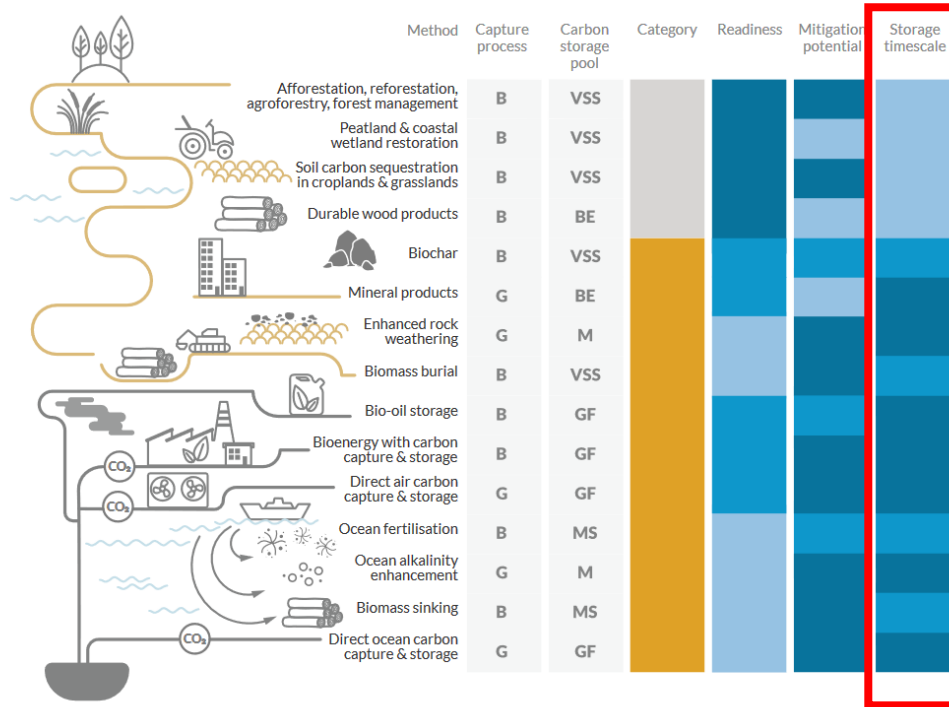 Method Capture process Carbon storage pool Category Readiness Mitigation potential Storage timescale
Afforestation, reforestation,
agroforestry, forest management B VSS
Peatland & coastal
wetland restoration B VSS
Soil carbon sequestration
in croplands & grasslands B VSS
Durable wood products B BE
Biochar B VSS
Mineral products G BE
Enhanced rock
weathering G M
Biomass burial B VSS
Bio-oil storage B GF
Bioenergy with carbon
capture & storage B GF
CO₂
Direct air carbon
capture & storage G GF
CO₂
Ocean fertilisation B MS
Ocean alkalinity
enhancement G M
Biomass sinking B MS
Direct ocean carbon
capture & storage G GF
CO₂